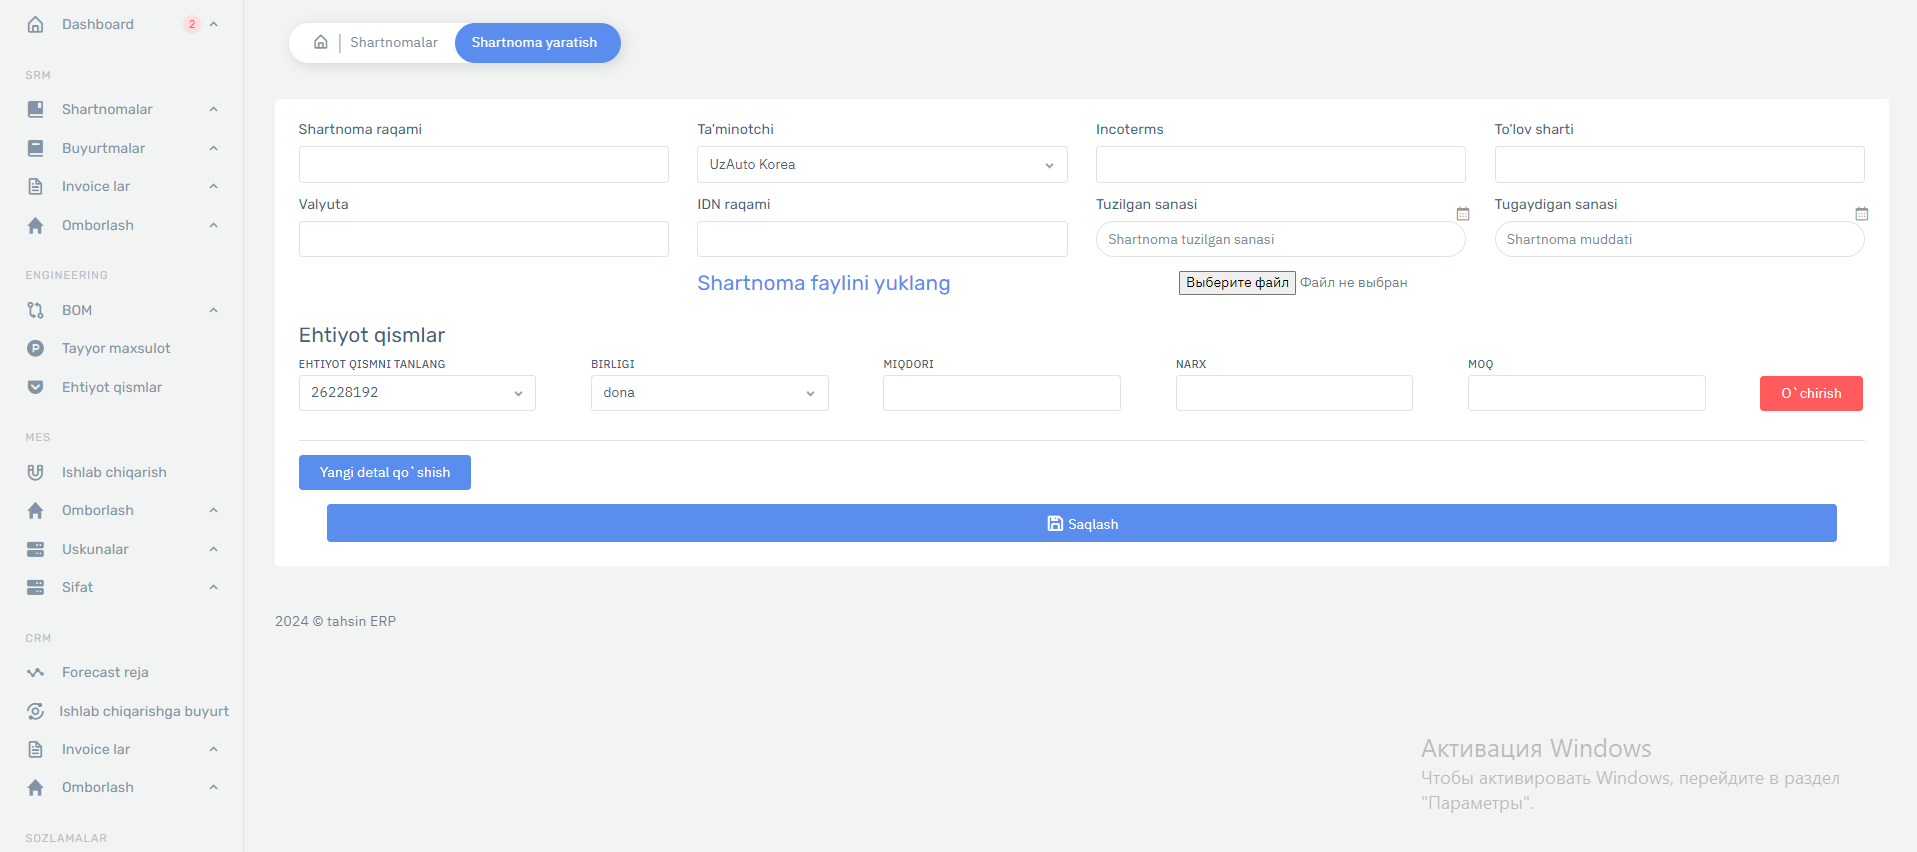 Dashboard 2
SRM
Shartnomalar
Buyurtmalar
Invoice lar
Omborlash
ENGINEERING
BOM
Tayyor maxsulot
Ehtiyot qismlar
MES
Ishlab chiqarish
Omborlash
Uskunalar
Sifat
CRM
Forecast reja
Ishlab chiqarishga buyurt
Invoice lar
Omborlash
SOZLAMALAR
Shartnomalar Shartnoma yaratish
Shartnoma raqami Ta'minotchi Incoterms To'lov sharti
UzAuto Korea
Valyuta IDN raqami Tuzilgan sanasi Tugaydigan sanasi
Shartnoma tuzilgan sanasi Shartnoma muddati
Shartnoma faylini yuklang Выберите файл Файл не выбран
Ehtiyot qismlar
EHTIYOT QISMNI TANLANG BIRLIGI MIQDORI NARX MOQ
26228192 dona O`chirish
Yangi detal qo`shish
Saqlash
2024 © tahsin ERP
Активация Windows
Чтобы активировать Windows, перейдите в раздел
"Параметры".